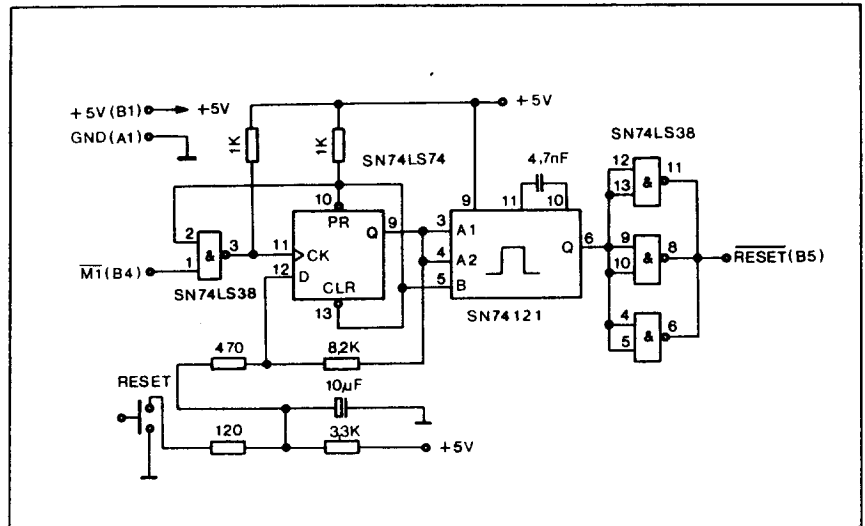 +5V(B1) +5V
GND(A1)
+5V
1K
1K
SN74LS74
4,7nF
SN74LS38
12
13
&
11
10
PR
9
11
10
9
2
1
&
3
11
CK
Q
3
A1
4
A2
5
B
Q
6
9
10
&
8
RESET(B5)
M1(B4)
12
D
CLR
13
SN74LS38
SN74121
4
5
&
6
470
8,2K
RESET
10µF
120
3,3K
+5V